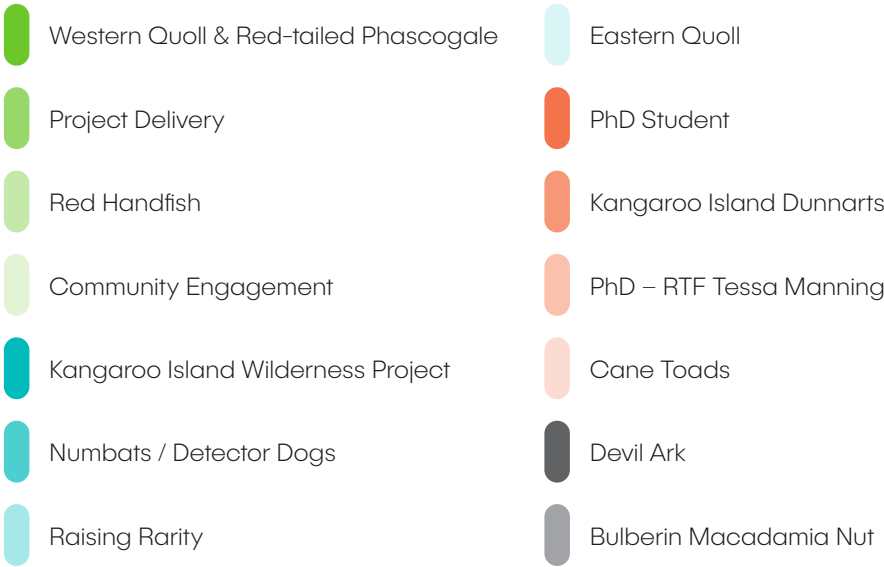 Western Quoll & Red-tailed Phascogale
Project Delivery
Red Handfish
Community Engagement
Kangaroo Island Wilderness Project
Numbats / Detector Dogs
Raising Rarity
Eastern Quoll
PhD Student
Kangaroo Island Dunnarts
PhD – RTF Tessa Manning
Cane Toads
Devil Ark
Bulberin Macadamia Nut